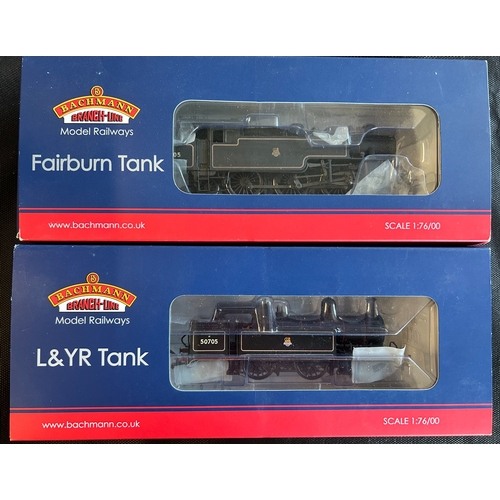 B
BACHMANN
BRANCH-LINE
Model Railways
Fairburn Tank
05
www.bachmann.co.uk
SCALE 1:76/00
B
BACHMANN
BRANCH-LINE
Model Railways
L&YR Tank
50705
www.bachmann.co.uk
SCALE 1:76/00